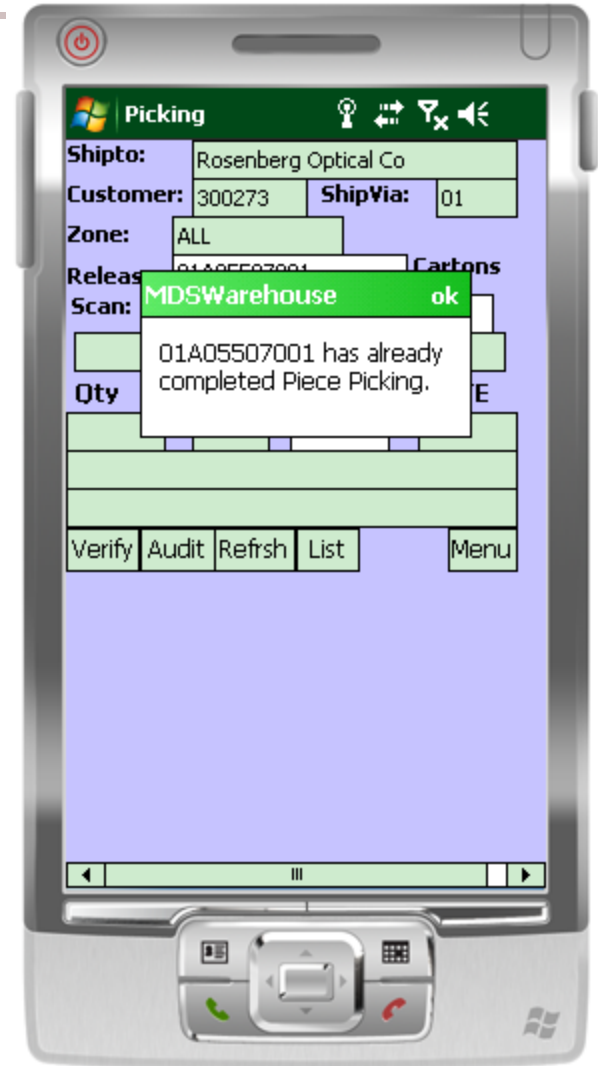 Picking
Shipto: Rosenberg Optical Co
Customer: 300273 ShipVia: 01
Zone: ALL
Releas Cartons
Scan:
MDSWarehouse ok
01A05507001 has already
completed Piece Picking.
Qty
Verify Audit Refrsh List Menu